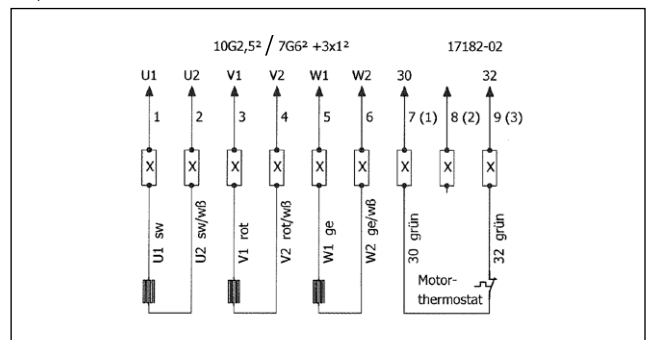 10G2,5² / 7G6² +3x1² 17182-02
U1 U2 V1 V2 W1 W2 30 32
1 2 3 4 5 6 7 (1) 8 (2) 9 (3)
X X X X X X X X X
U1 sw
U2 sw/wß
V1 rot
V2 rot/wß
W1 ge
W2 ge/wß
30 grün
32 grün
Motor-
thermostat